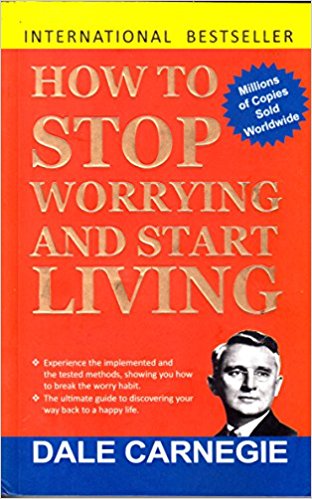 INTERNATIONAL BESTSELLER
HOW TO
STOP
WORRYING
AND START
LIVING
Millions
of Copies
Sold
Worldwide
❖ Experience the implemented and
the tested methods, showing you how
to break the worry habit.
❖ The ultimate guide to discovering your
way back to a happy life.
DALE CARNEGIE